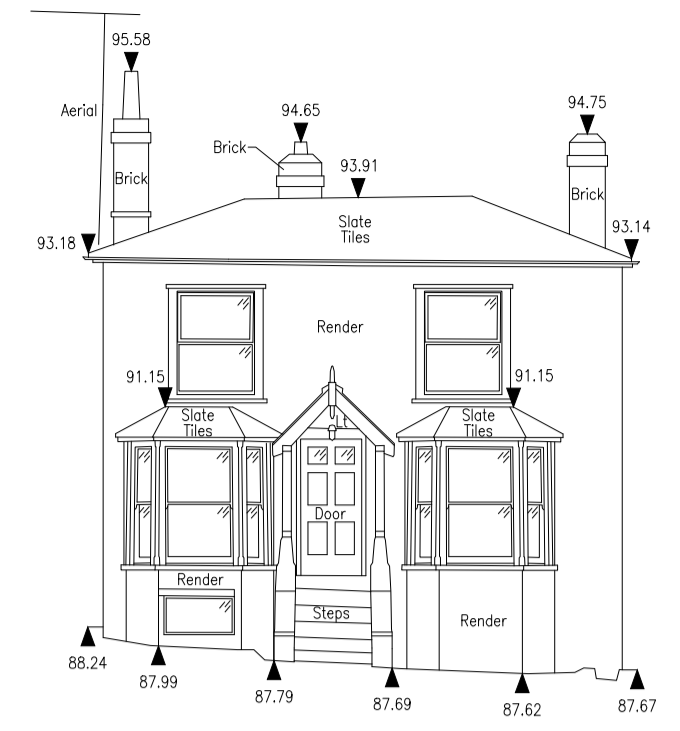 95.58
Aerial
94.65
94.75
Brick
93.91
Brick
Brick
Slate
Tiles
93.18
93.14
Render
91.15
91.15
Slate
Tiles
Lt
Slate
Tiles
Door
Render
Steps
Render
88.24
87.99
87.79
87.69
87.62
87.67